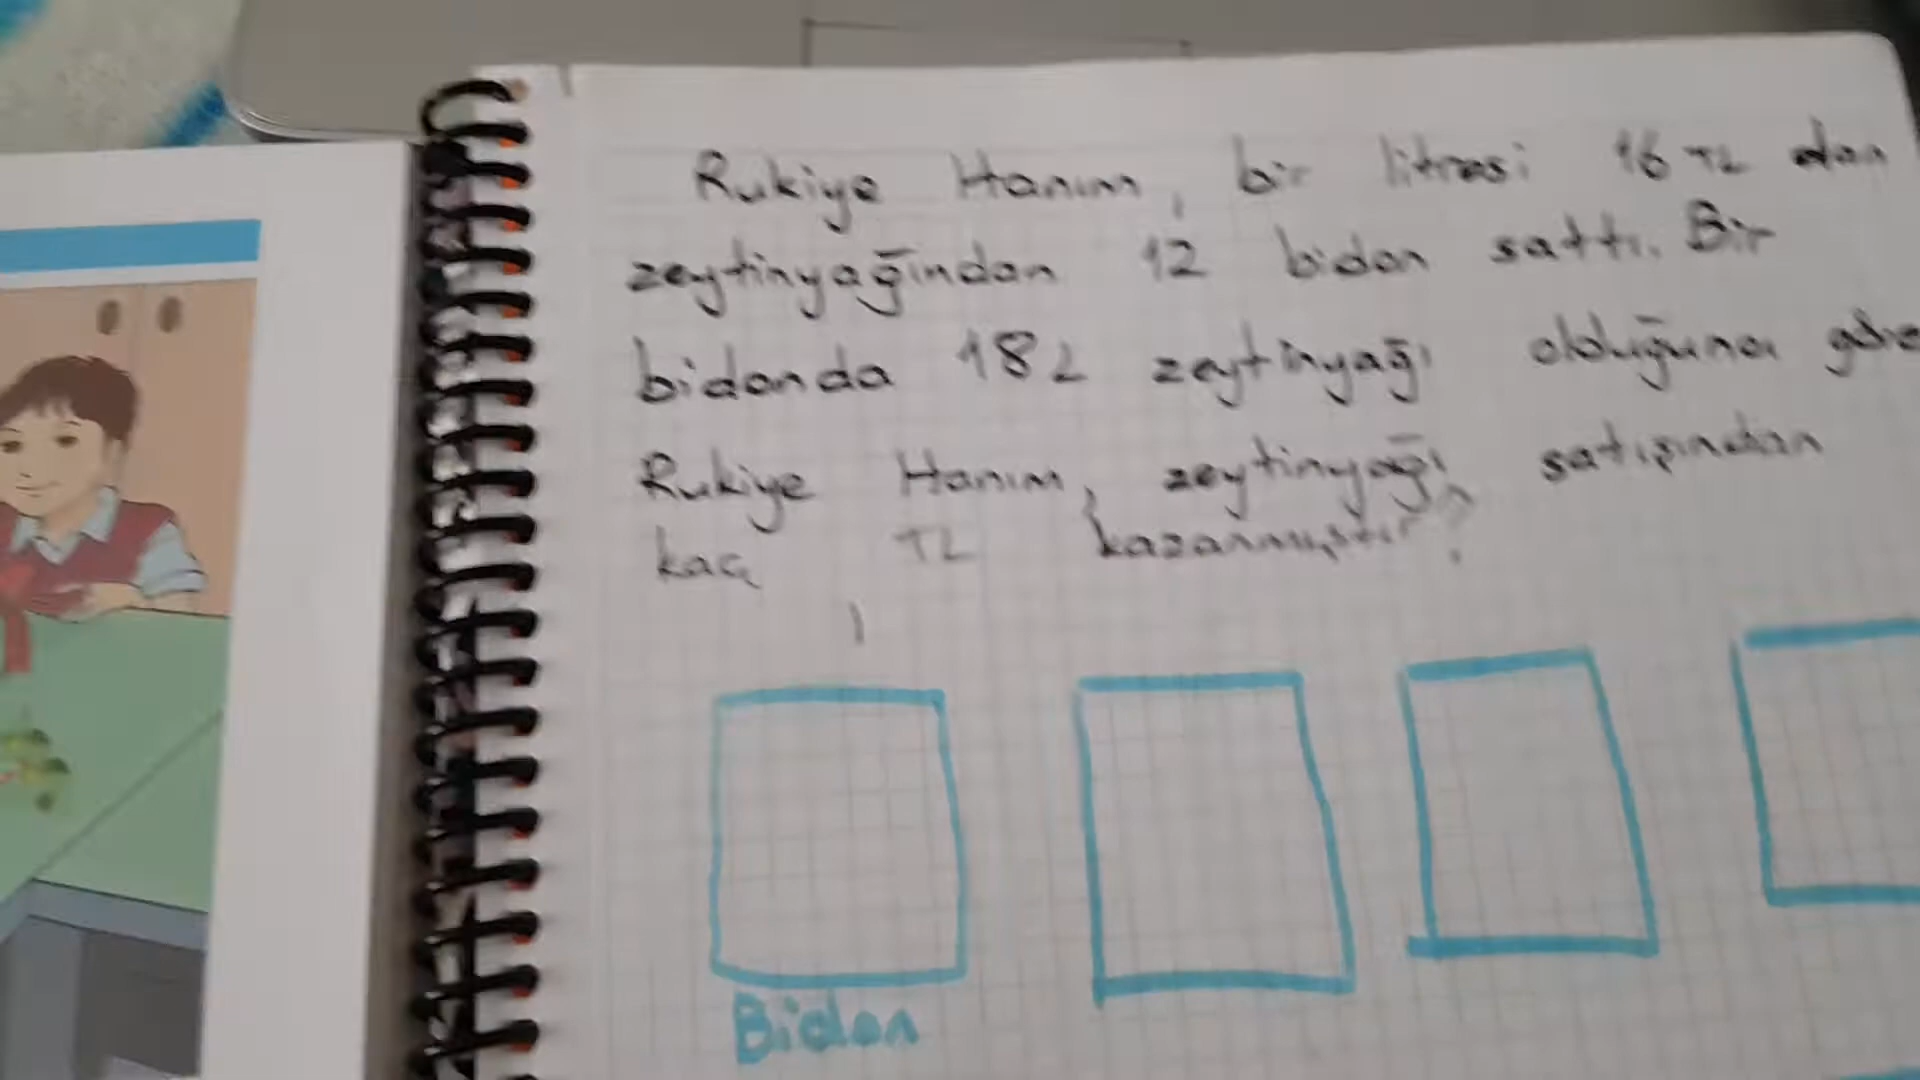 Rukiye Hanım, bir litresi 16 TL dan
zeytinyağından 12 bidon sattı. Bir
bidonda 18L zeytinyağı olduğuna göre
Rukiye Hanım, zeytinyağı satışından
kaç TL kazanmıştır?
Bidon